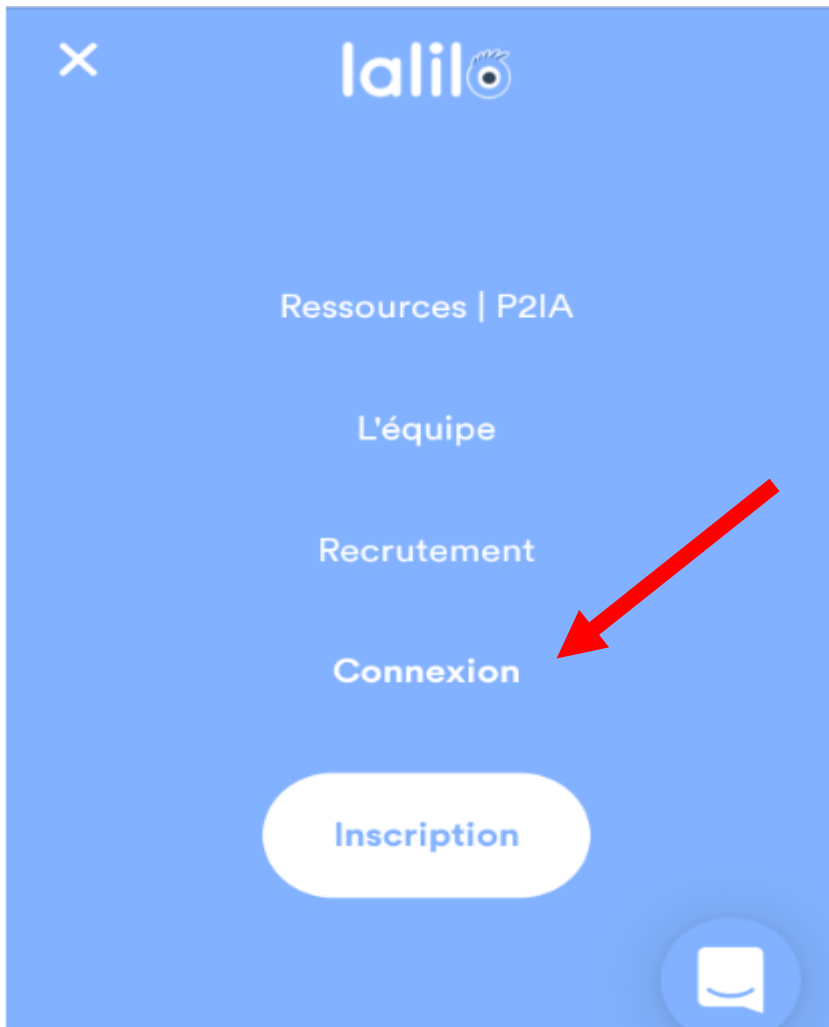 lalilo
Ressources | P2IA
L'équipe
Recrutement
Connexion
Inscription